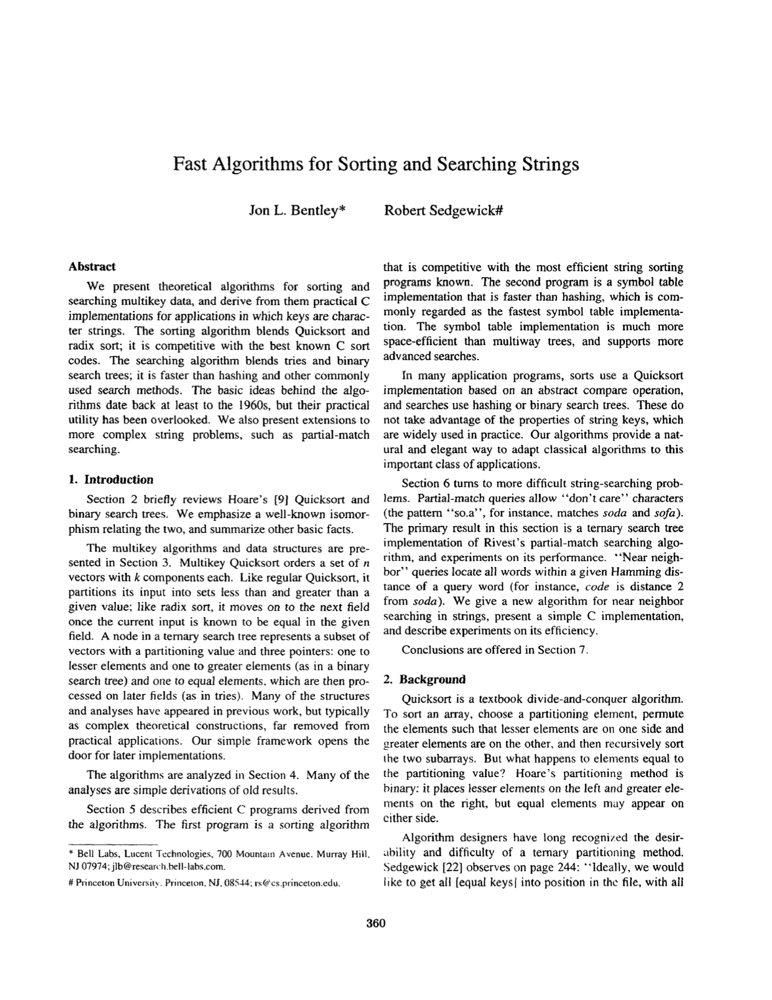 Fast Algorithms for Sorting and Searching Strings
Jon L. Bentley* Robert Sedgewick#
Abstract
We present theoretical algorithms for sorting and
searching multikey data, and derive from them practical C
implementations for applications in which keys are charac-
ter strings. The sorting algorithm blends Quicksort and
radix sort; it is competitive with the best known C sort
codes. The searching algorithm blends tries and binary
search trees; it is faster than hashing and other commonly
used search methods. The basic ideas behind the algo-
rithms date back at least to the 1960s, but their practical
utility has been overlooked. We also present extensions to
more complex string problems, such as partial-match
searching.
1. Introduction
Section 2 briefly reviews Hoare's [9] Quicksort and
binary search trees. We emphasize a well-known isomor-
phism relating the two, and summarize other basic facts.
The multikey algorithms and data structures are pre-
sented in Section 3. Multikey Quicksort orders a set of n
vectors with k components each. Like regular Quicksort, it
partitions its input into sets less than and greater than a
given value; like radix sort, it moves on to the next field
once the current input is known to be equal in the given
field. A node in a ternary search tree represents a subset of
vectors with a partitioning value and three pointers: one to
lesser elements and one to greater elements (as in a binary
search tree) and one to equal elements, which are then pro-
cessed on later fields (as in tries). Many of the structures
and analyses have appeared in previous work, but typically
as complex theoretical constructions, far removed from
practical applications. Our simple framework opens the
door for later implementations.
The algorithms are analyzed in Section 4. Many of the
analyses are simple derivations of old results.
Section 5 describes efficient C programs derived from
the algorithms. The first program is a sorting algorithm
* Bell Labs, Lucent Technologies, 700 Mountain Avenue, Murray Hill,
NJ 07974; jlb@research.bell-labs.com.
# Princeton University, Princeton, NJ, 08544; rs@cs.princeton.edu.
that is competitive with the most efficient string sorting
programs known. The second program is a symbol table
implementation that is faster than hashing, which is com-
monly regarded as the fastest symbol table implementa-
tion. The symbol table implementation is much more
space-efficient than multiway trees, and supports more
advanced searches.
In many application programs, sorts use a Quicksort
implementation based on an abstract compare operation,
and searches use hashing or binary search trees. These do
not take advantage of the properties of string keys, which
are widely used in practice. Our algorithms provide a nat-
ural and elegant way to adapt classical algorithms to this
important class of applications.
Section 6 turns to more difficult string-searching prob-
lems. Partial-match queries allow ‘‘don't care’’ characters
(the pattern ‘‘so.a’’, for instance, matches soda and sofa).
The primary result in this section is a ternary search tree
implementation of Rivest's partial-match searching algo-
rithm, and experiments on its performance. ‘‘Near neigh-
bor’’ queries locate all words within a given Hamming dis-
tance of a query word (for instance, code is distance 2
from soda). We give a new algorithm for near neighbor
searching in strings, present a simple C implementation,
and describe experiments on its efficiency.
Conclusions are offered in Section 7.
2. Background
Quicksort is a textbook divide-and-conquer algorithm.
To sort an array, choose a partitioning element, permute
the elements such that lesser elements are on one side and
greater elements are on the other, and then recursively sort
the two subarrays. But what happens to elements equal to
the partitioning value? Hoare's partitioning method is
binary: it places lesser elements on the left and greater ele-
ments on the right, but equal elements may appear on
either side.
Algorithm designers have long recognized the desir-
ability and difficulty of a ternary partitioning method.
Sedgewick [22] observes on page 244: ‘‘Ideally, we would
like to get all [equal keys] into position in the file, with all
360